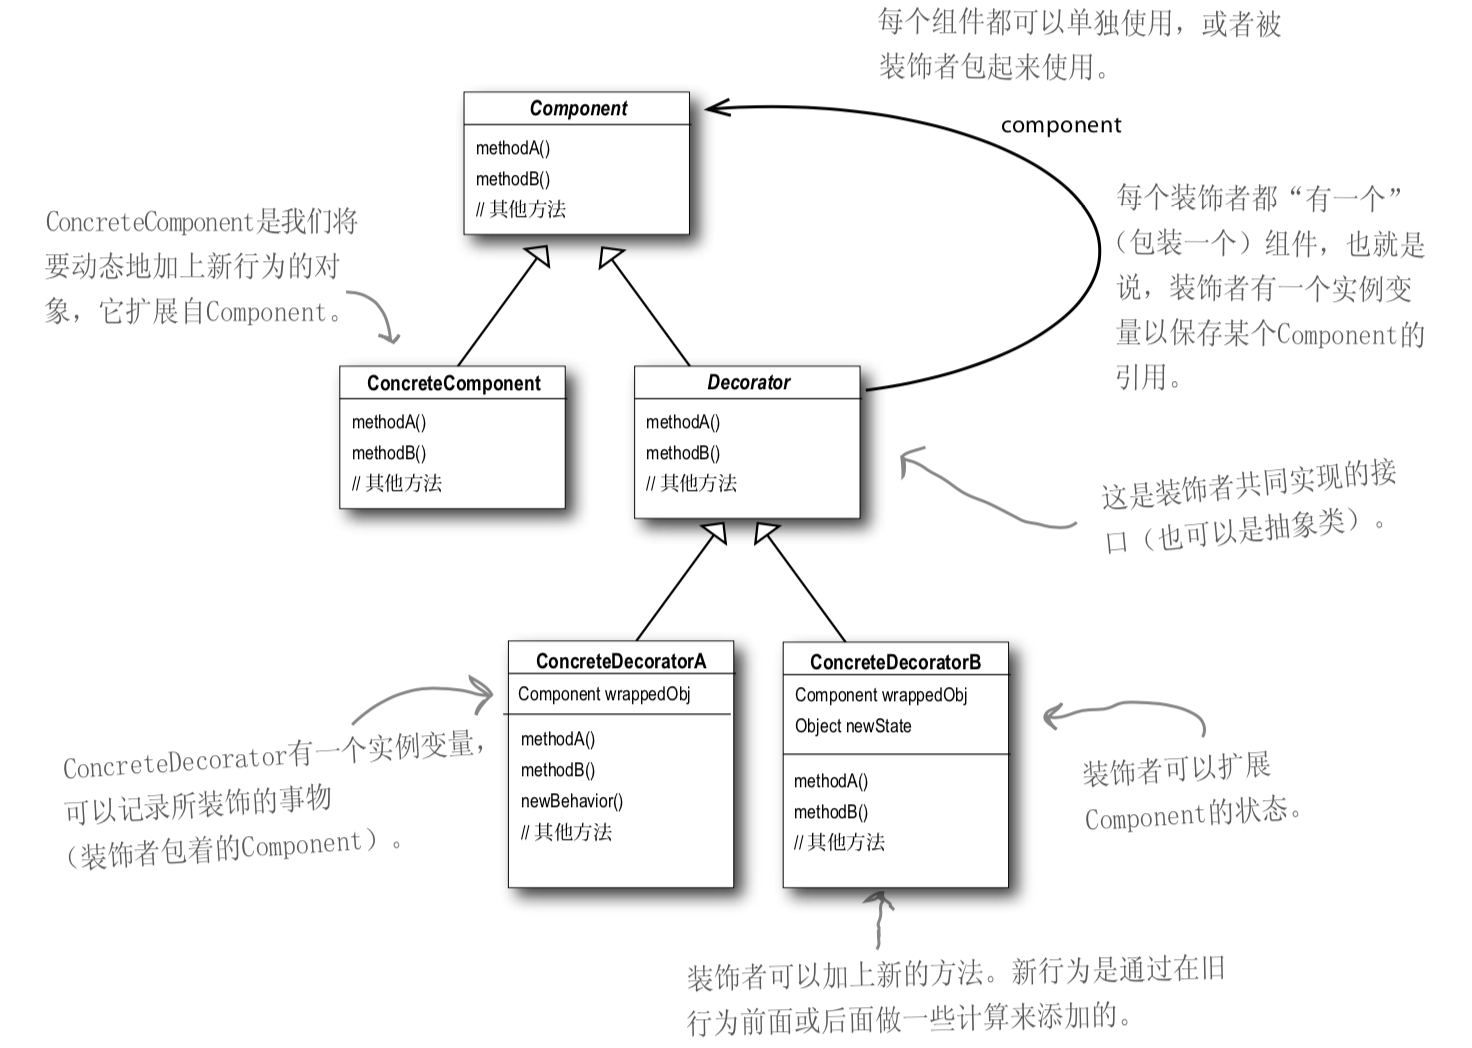 每个组件都可以单独使用，或者被
装饰者包起来使用。
Component
methodA()
methodB()
// 其他方法
component
ConcreteComponent是我们将
要动态地加上新行为的对
象，它扩展自Component。
每个装饰者都“有一个”
（包装一个）组件，也就是
说，装饰者有一个实例变
量以保存某个Component的
引用。
ConcreteComponent
methodA()
methodB()
// 其他方法
Decorator
methodA()
methodB()
// 其他方法
这是装饰者共同实现的接
口（也可以是抽象类）。
ConcreteDecoratorA
Component wrappedObj
methodA()
methodB()
newBehavior()
// 其他方法
ConcreteDecoratorB
Component wrappedObj
Object newState
methodA()
methodB()
// 其他方法
ConcreteDecorator有一个实例变量，
可以记录所装饰的事物
（装饰者包着的Component）。
装饰者可以扩展
Component的状态。
装饰者可以加上新的方法。新行为是通过在旧
行为前面或后面做一些计算来添加的。